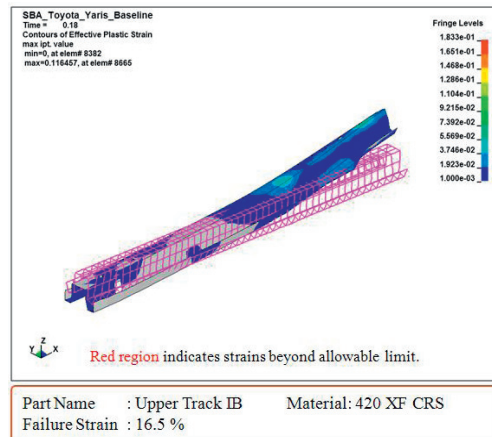 SBA_Toyota_Yaris_Baseline
Time = 0.18
Contours of Effective Plastic Strain
max ipt. value
min=0, at elem# 8382
max=0.116457, at elem# 8665
Fringe Levels
1.833e-01
1.651e-01
1.468e-01
1.286e-01
1.104e-01
9.215e-02
7.392e-02
5.569e-02
3.746e-02
1.923e-02
1.000e-03
Z
Y X
Red region indicates strains beyond allowable limit.
Part Name : Upper Track IB Material: 420 XF CRS
Failure Strain : 16.5 %